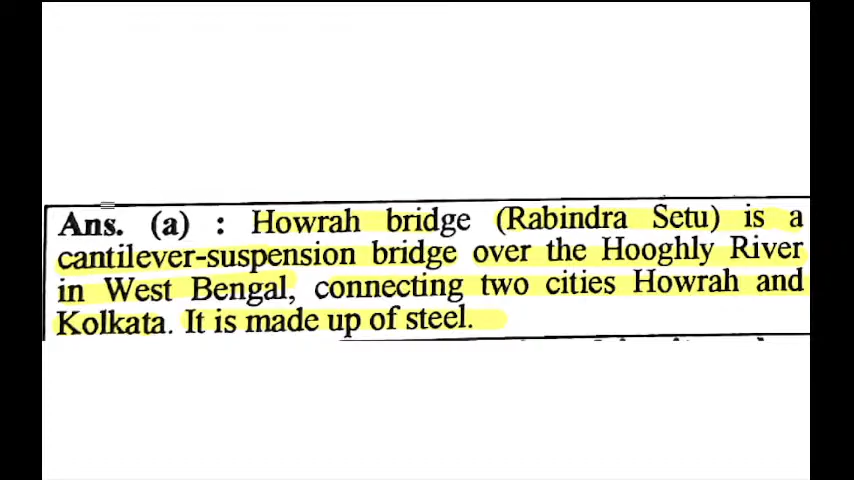 Ans. (a) : Howrah bridge (Rabindra Setu) is a
cantilever-suspension bridge over the Hooghly River
in West Bengal, connecting two cities Howrah and
Kolkata. It is made up of steel.